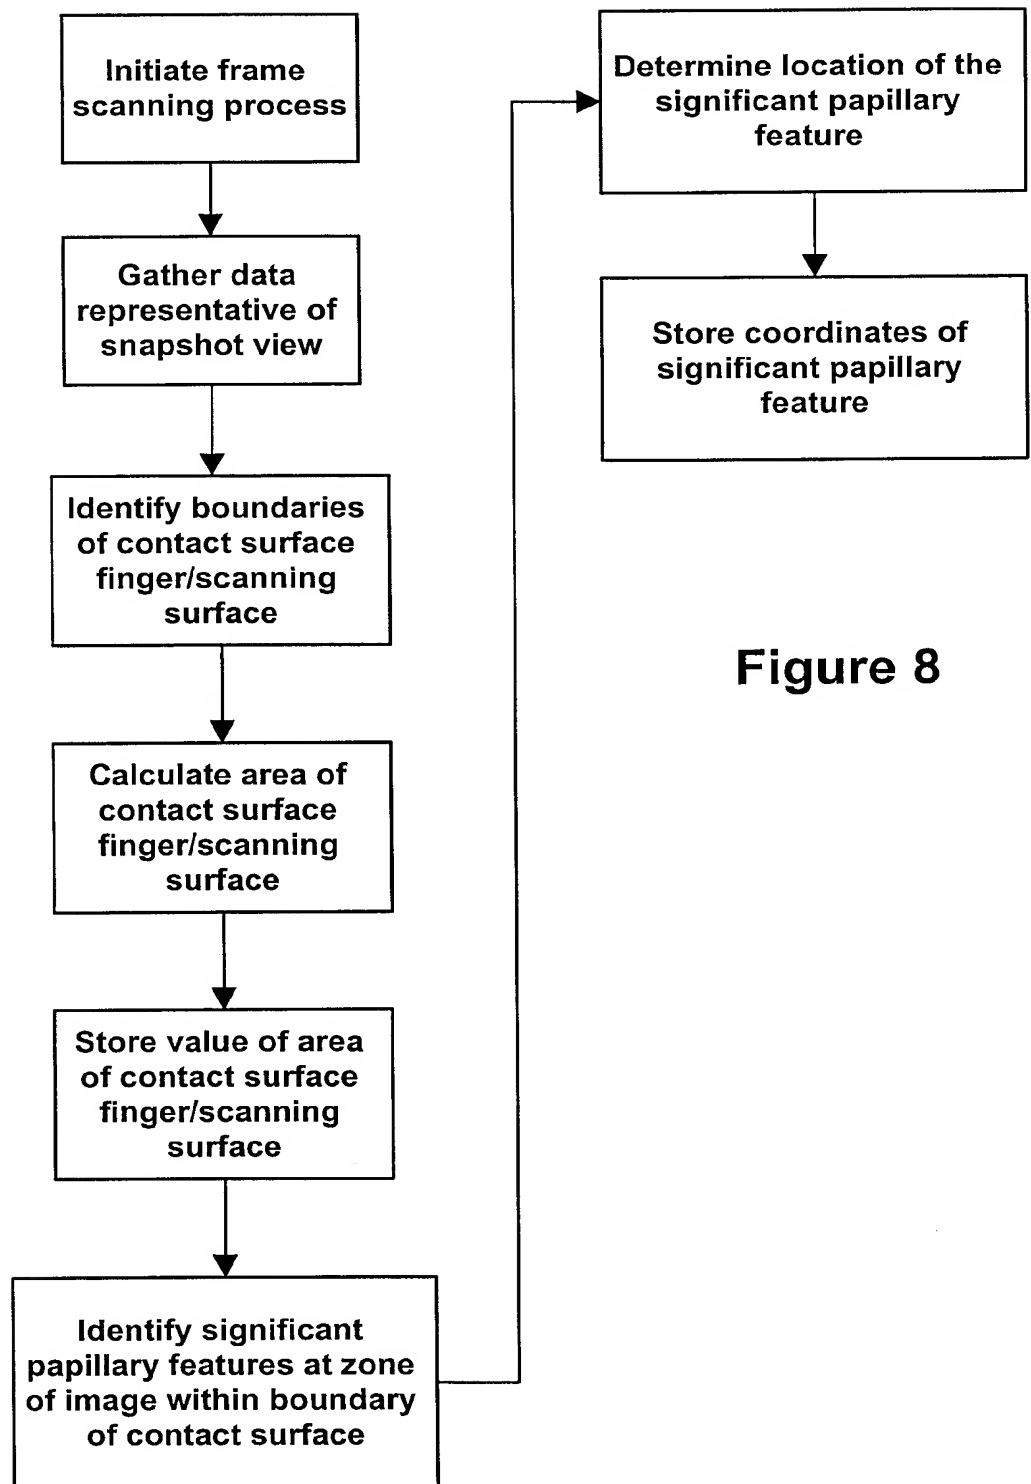 Initiate frame
scanning process
Gather data
representative of
snapshot view
Identify boundaries
of contact surface
finger/scanning
surface
Calculate area of
contact surface
finger/scanning
surface
Store value of area
of contact surface
finger/scanning
surface
Identify significant
papillary features at zone
of image within boundary
of contact surface
Determine location of the
significant papillary
feature
Store coordinates of
significant papillary
feature
Figure 8